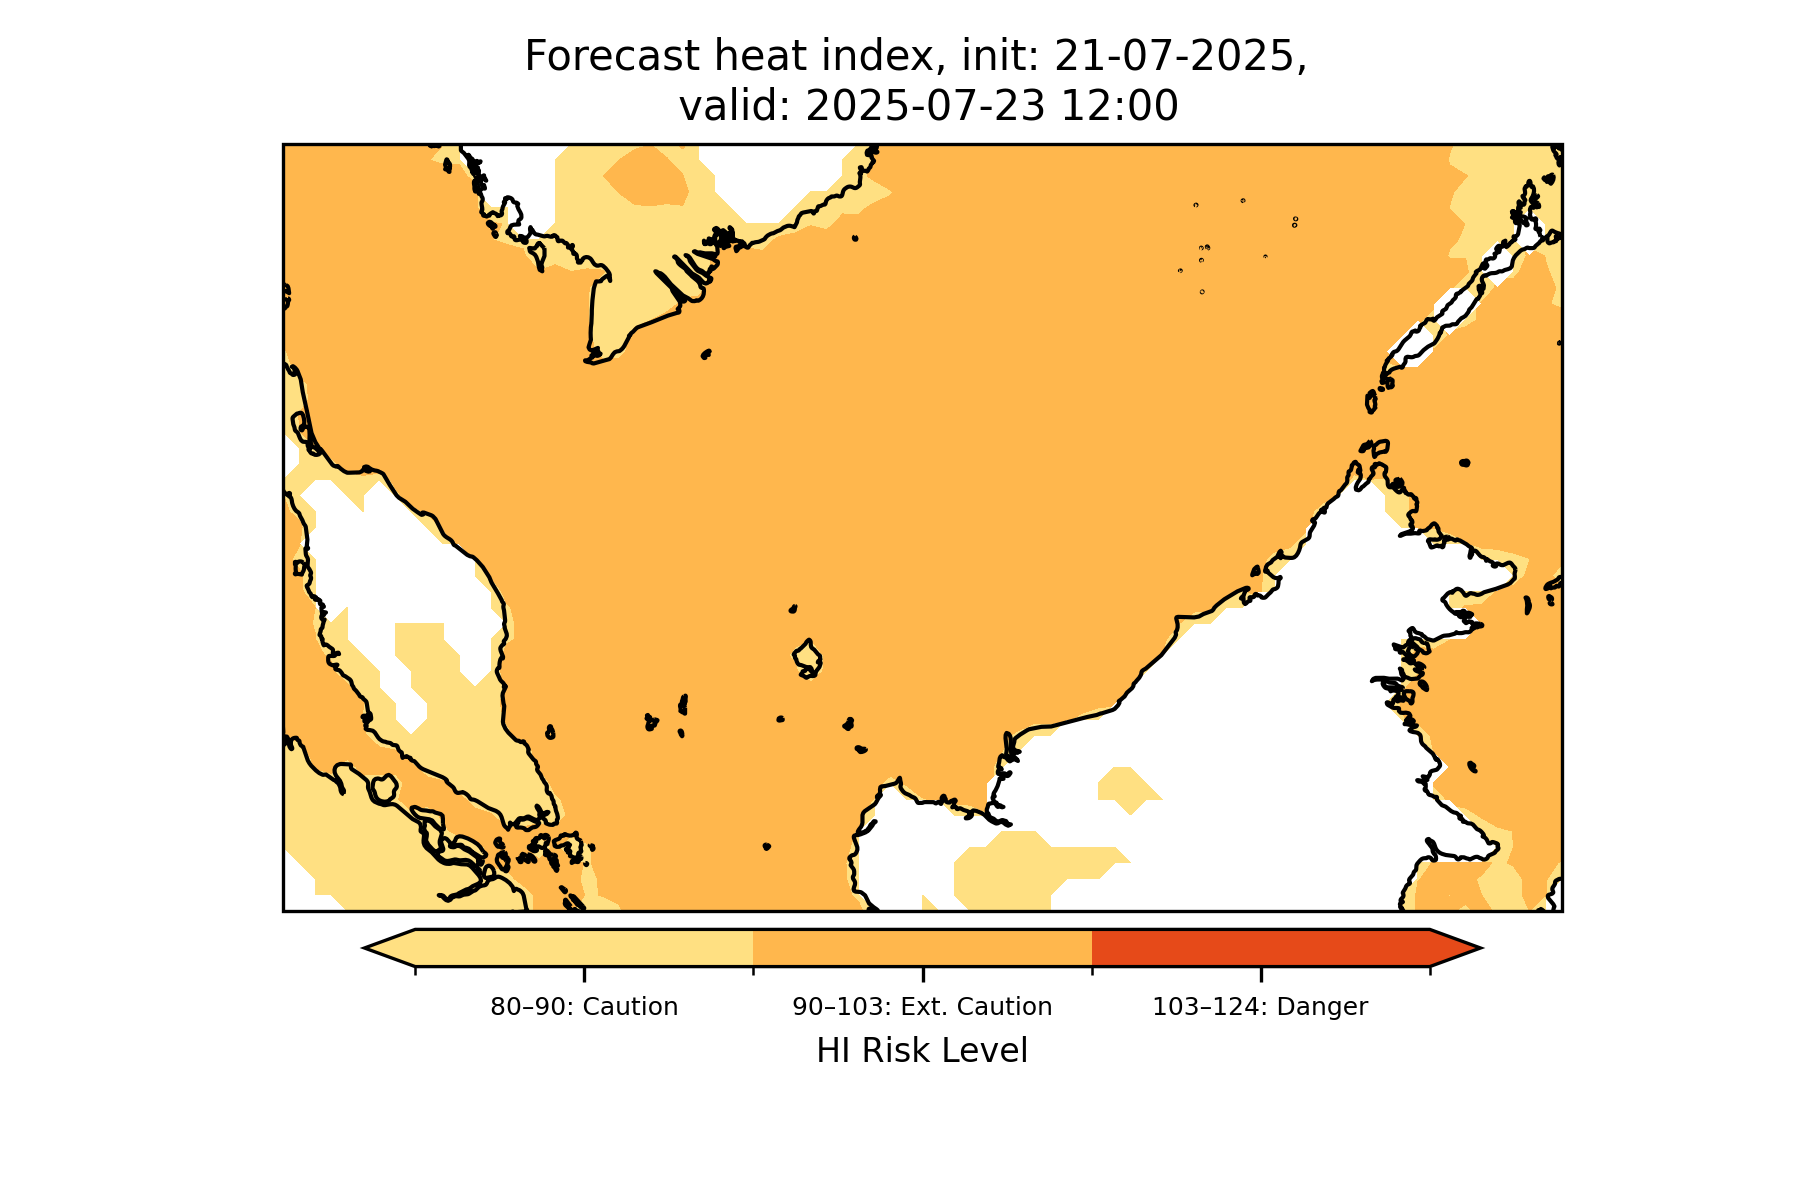 Forecast heat index, init: 21-07-2025,
valid: 2025-07-23 12:00
80–90: Caution
90–103: Ext. Caution
103–124: Danger
HI Risk Level